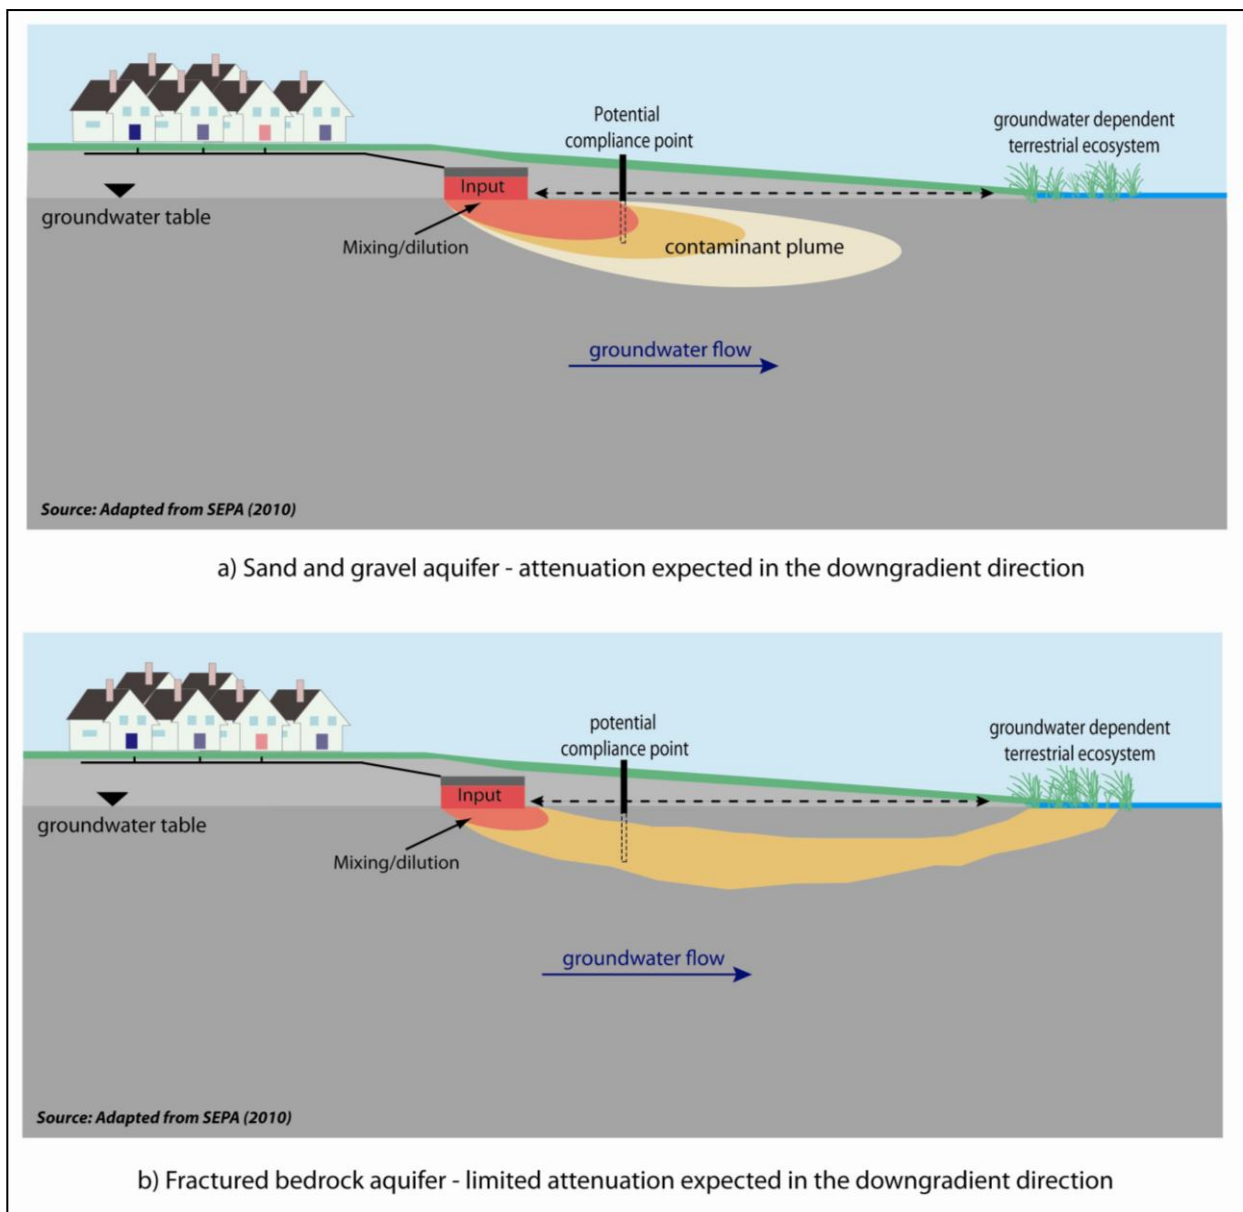 Potential
compliance point
groundwater dependent
terrestrial ecosystem
Input
groundwater table
Mixing/dilution
contaminant plume
groundwater flow
Source: Adapted from SEPA (2010)
a) Sand and gravel aquifer - attenuation expected in the downgradient direction
potential
compliance point
groundwater dependent
terrestrial ecosystem
Input
groundwater table
Mixing/dilution
groundwater flow
Source: Adapted from SEPA (2010)
b) Fractured bedrock aquifer - limited attenuation expected in the downgradient direction